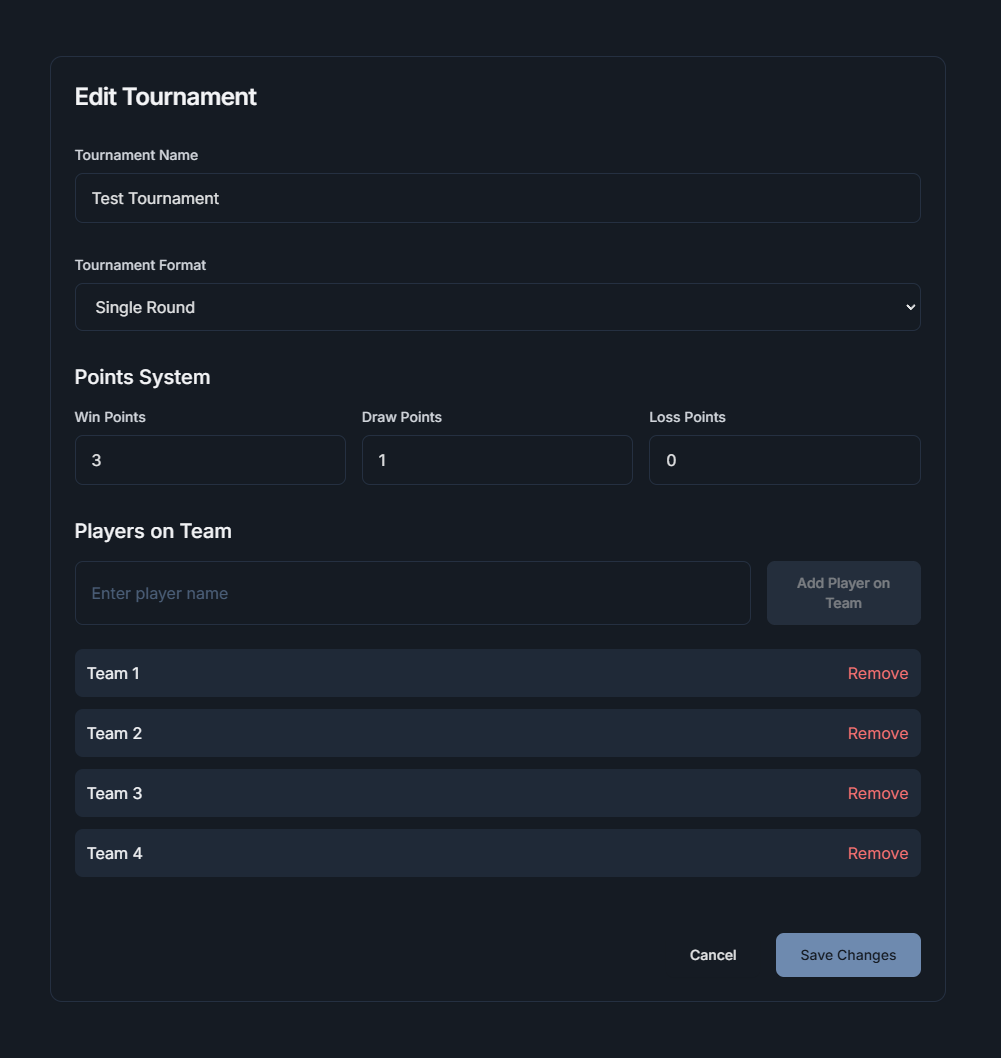 Edit Tournament
Tournament Name
Test Tournament
Tournament Format
Single Round
Points System
Win Points Draw Points Loss Points
3 1 0
Players on Team
Enter player name
Add Player on
Team
Team 1 Remove
Team 2 Remove
Team 3 Remove
Team 4 Remove
Cancel Save Changes